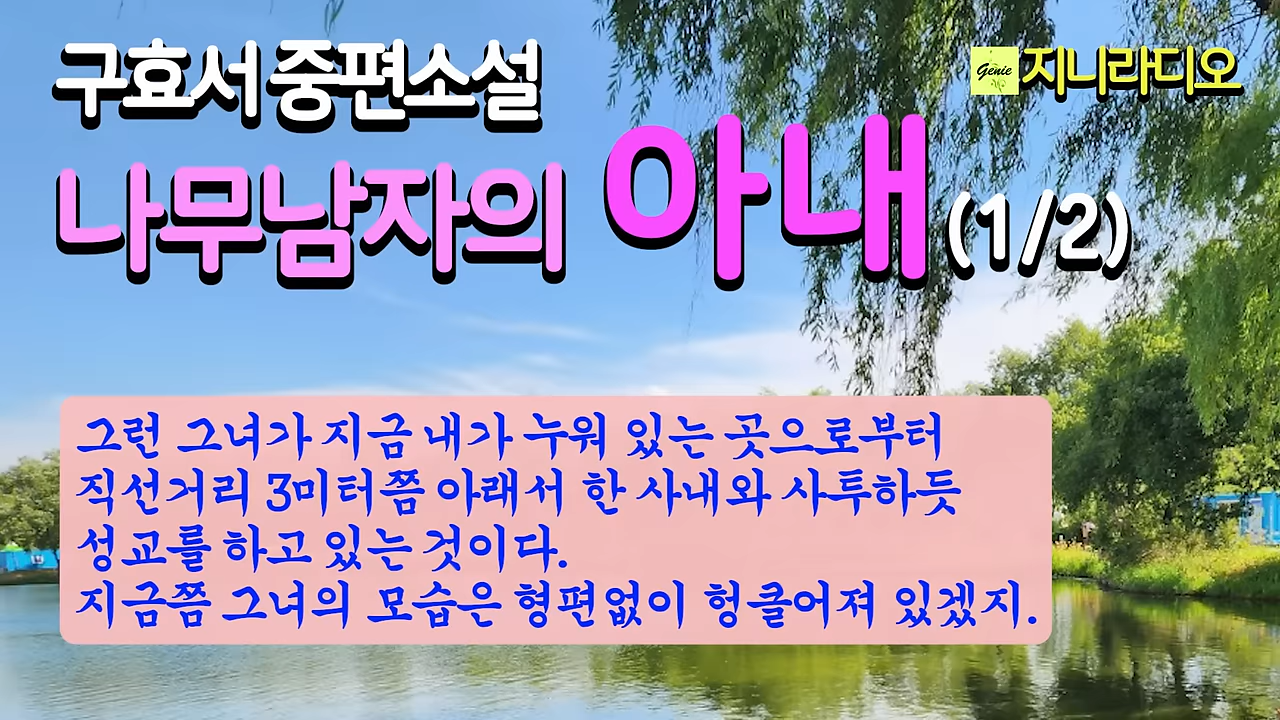 구효서 중편소설
Genie 지니라디오
나무남자의 아내 (1/2)
그런 그녀가 지금 내가 누워 있는 곳으로부터
직선거리 3미터쯤 아래서 한 사내와 사투하듯
성교를 하고 있는 것이다.
지금쯤 그녀의 모습은 형편없이 헝클어져 있겠지.